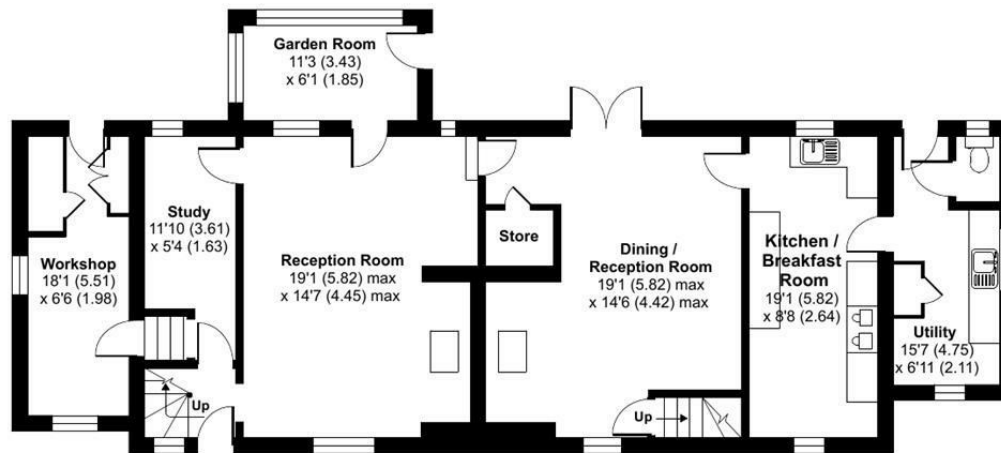 Garden Room
11'3 (3.43)
x 6'1 (1.85)
Study
11'10 (3.61)
x 5'4 (1.63)
Workshop
18'1 (5.51)
x 6'6 (1.98)
Reception Room
19'1 (5.82) max
x 14'7 (4.45) max
Store
Dining /
Reception Room
19'1 (5.82) max
x 14'6 (4.42) max
Kitchen /
Breakfast
Room
19'1 (5.82)
x 8'8 (2.64)
Utility
15'7 (4.75)
x 6'11 (2.11)
Up
Up